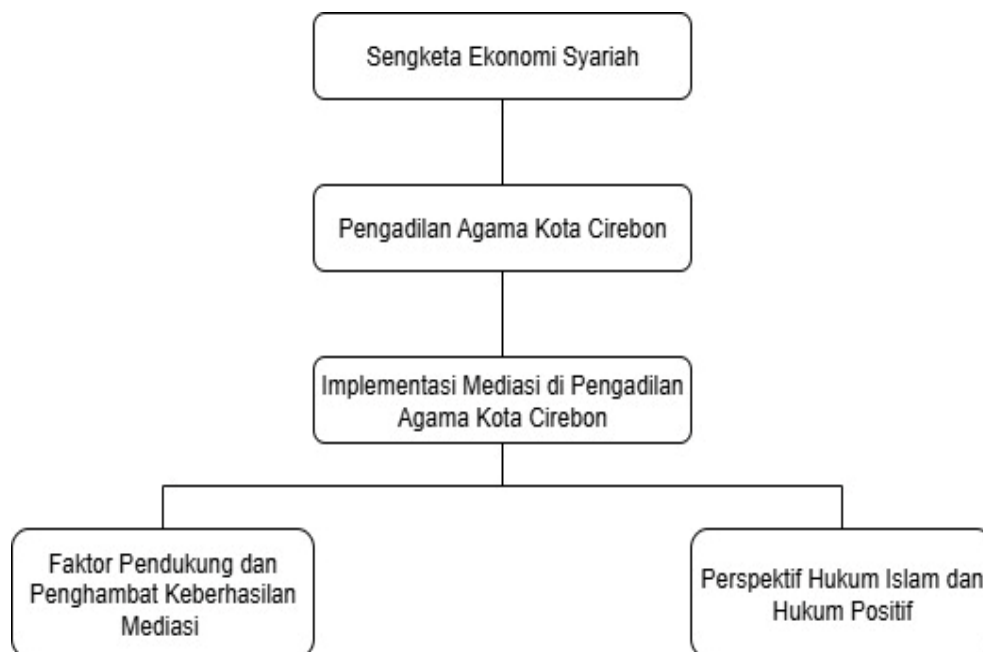 Sengketa Ekonomi Syariah
Pengadilan Agama Kota Cirebon
Implementasi Mediasi di Pengadilan
Agama Kota Cirebon
Faktor Pendukung dan
Penghambat Keberhasilan
Mediasi
Perspektif Hukum Islam dan
Hukum Positif